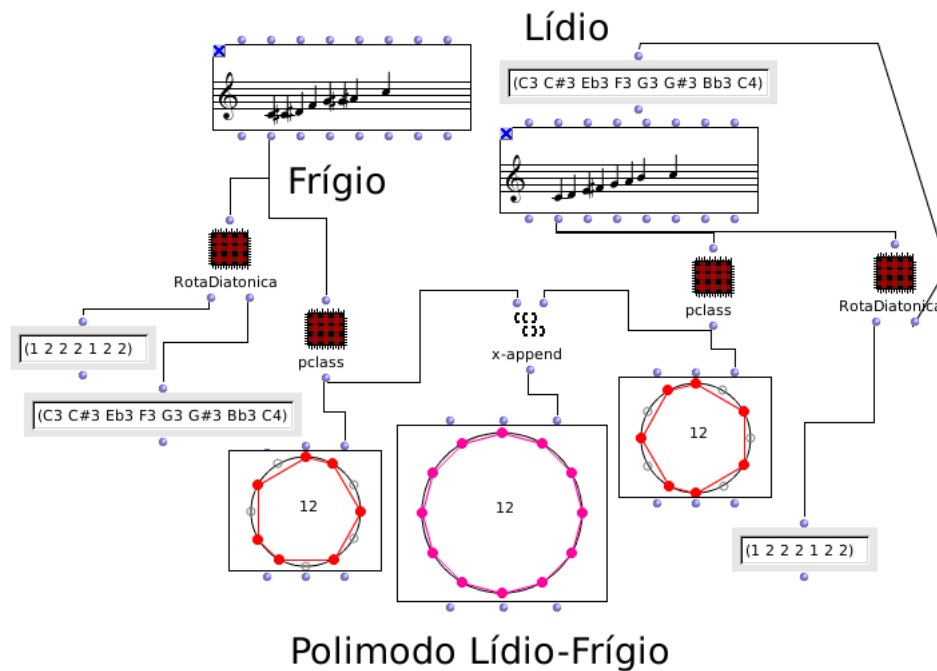 Lídio
(C3 C#3 Eb3 F3 G3 G#3 Bb3 C4)
Frígio
RotaDiatonica
pclass
RotaDiatonica
pclass
(1 2 2 2 1 2 2)
x-append
(C3 C#3 Eb3 F3 G3 G#3 Bb3 C4)
12
12
12
(1 2 2 2 1 2 2)
Polimodo Lídio-Frígio